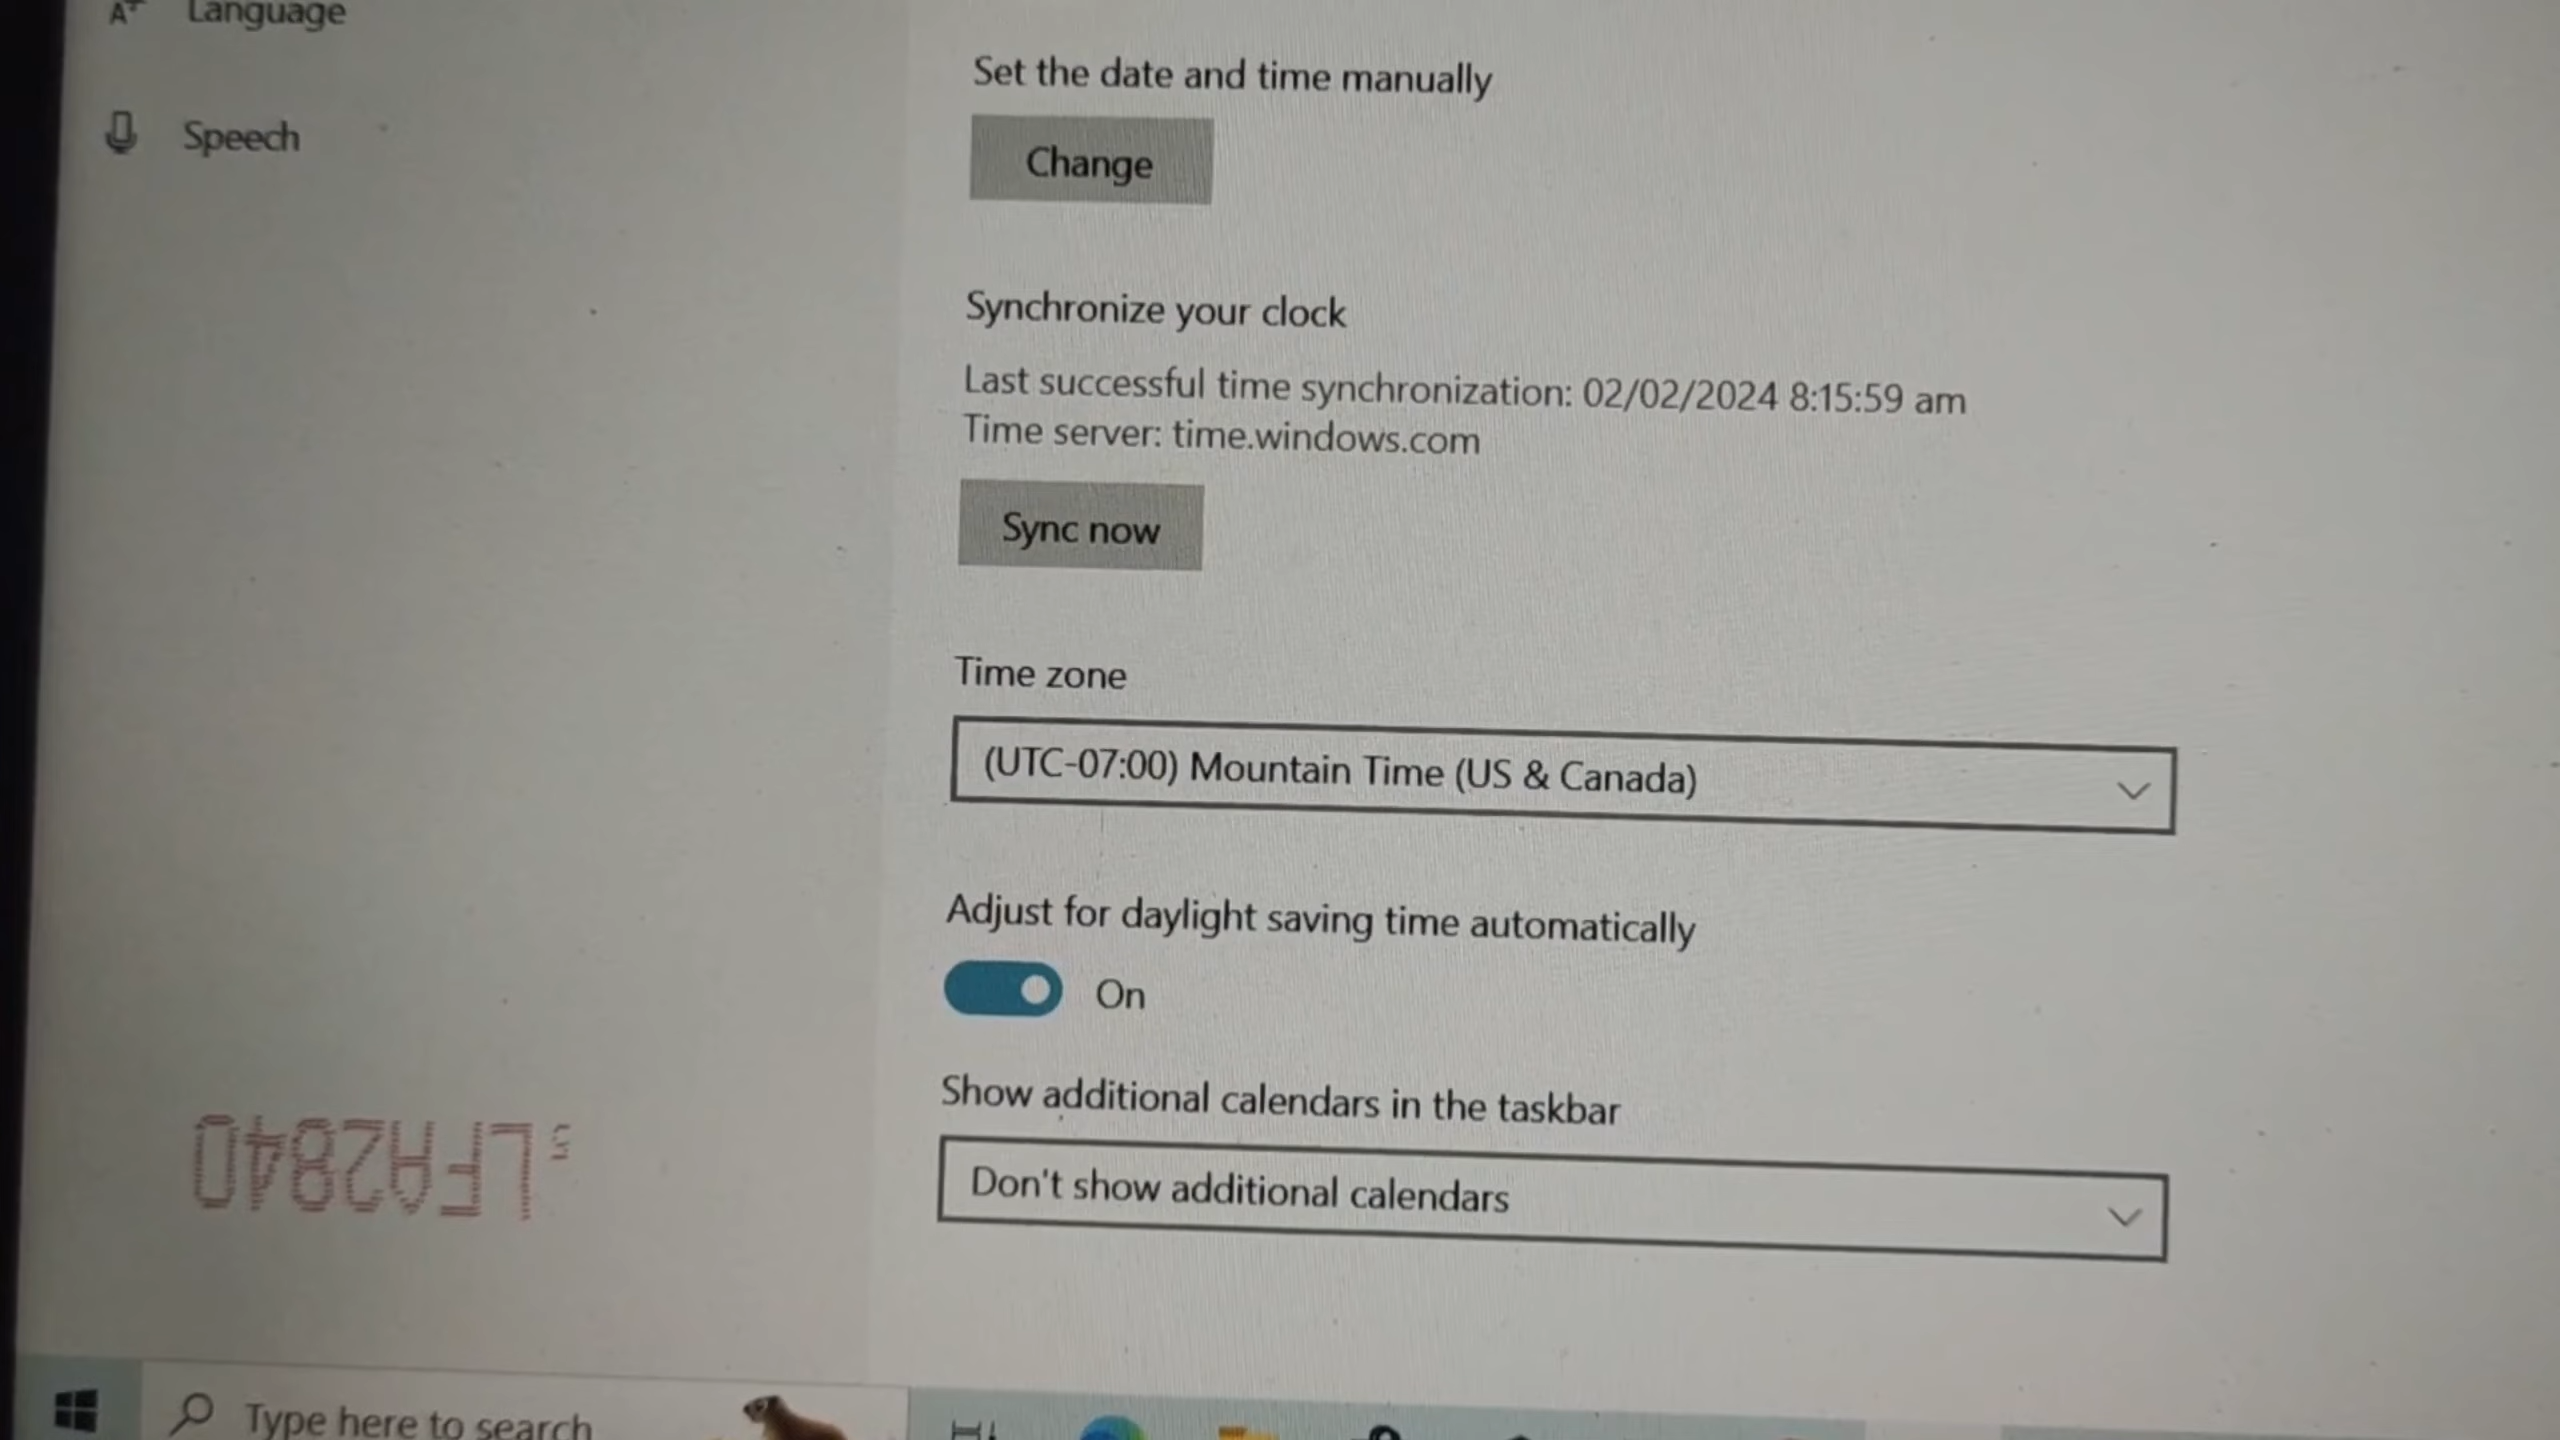 Language
Speech
Set the date and time manually
Change
Synchronize your clock
Last successful time synchronization: 02/02/2024 8:15:59 am
Time server: time.windows.com
Sync now
Time zone
(UTC-07:00) Mountain Time (US & Canada)
Adjust for daylight saving time automatically
On
Show additional calendars in the taskbar
Don't show additional calendars
LFA82840
Type here to search